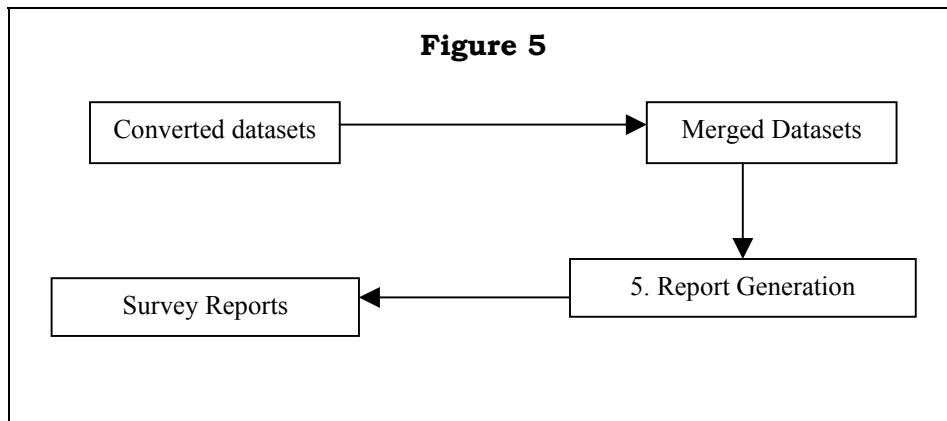 Figure 5
Converted datasets
Merged Datasets
5. Report Generation
Survey Reports